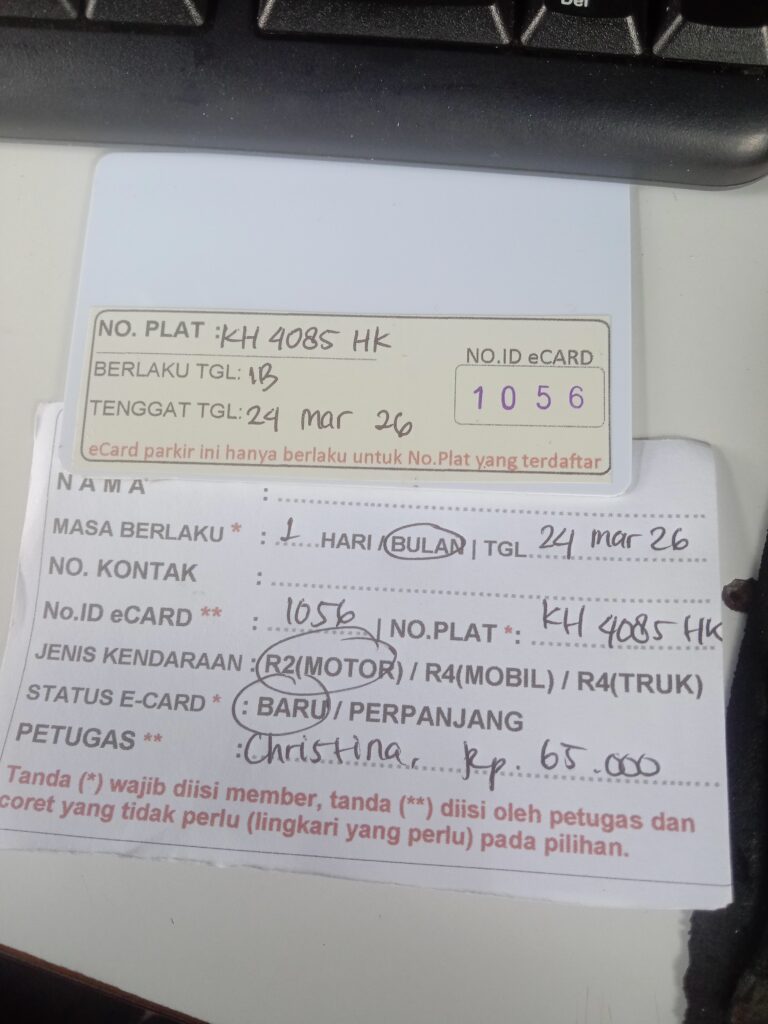 Del
NO. PLAT : KH 4085 HK
BERLAKU TGL: 1B
NO.ID eCARD
1056
TENGGAT TGL: 24 mar 26
eCard parkir ini hanya berlaku untuk No.Plat yang terdaftar
NAMA :
MASA BERLAKU * : 1 HARI / BULAN | TGL 24 mar 26
NO. KONTAK :
No.ID eCARD ** : 1056 | NO.PLAT *: KH 4085 HK
JENIS KENDARAAN : R2(MOTOR) / R4(MOBIL) / R4(TRUK)
STATUS E-CARD * : BARU / PERPANJANG
PETUGAS ** : Christina, Rp. 65.000
Tanda (*) wajib diisi member, tanda (**) diisi oleh petugas dan
coret yang tidak perlu (lingkari yang perlu) pada pilihan.